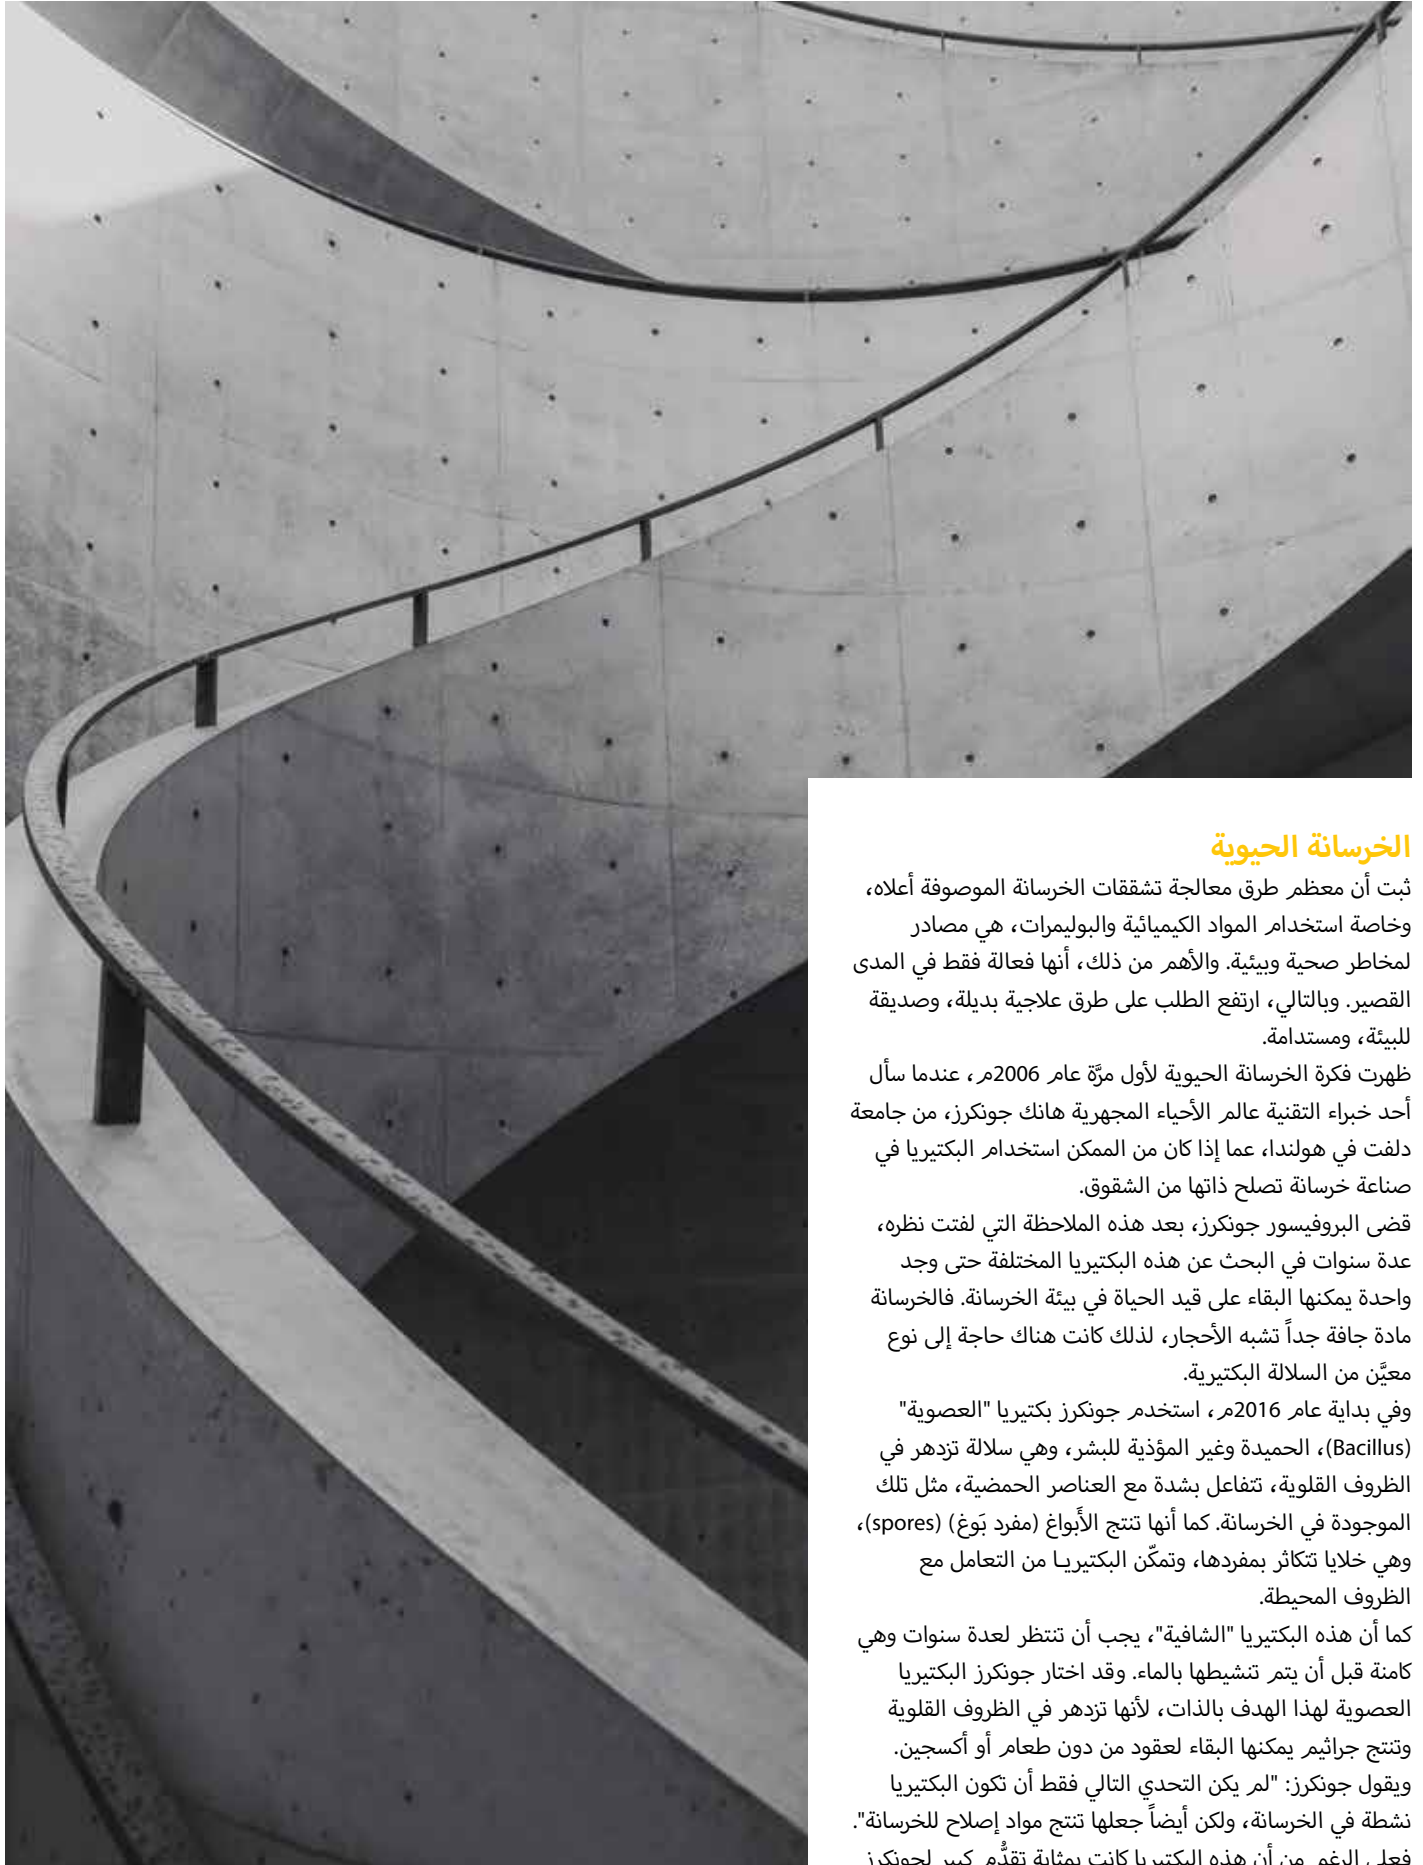 الخرسانة الحيوية
ثبت أن معظم طرق معالجة تشققات الخرسانة الموصوفة أعلاه،
وخاصة استخدام المواد الكيميائية والبوليمرات، هي مصادر
لمخاطر صحية وبيئية. والأهم من ذلك، أنها فعالة فقط في المدى
القصير. وبالتالي، ارتفع الطلب على طرق علاجية بديلة، وصديقة
للبيئة، ومستدامة.
ظهرت فكرة الخرسانة الحيوية لأول مرَّة عام 2006م، عندما سأل
أحد خبراء التقنية عالم الأحياء المجهرية هانك جونكرز، من جامعة
دلفت في هولندا، عما إذا كان من الممكن استخدام البكتيريا في
صناعة خرسانة تصلح ذاتها من الشقوق.
قضى البروفيسور جونكرز، بعد هذه الملاحظة التي لفتت نظره،
عدة سنوات في البحث عن هذه البكتيريا المختلفة حتى وجد
واحدة يمكنها البقاء على قيد الحياة في بيئة الخرسانة. فالخرسانة
مادة جافة جداً تشبه الأحجار، لذلك كانت هناك حاجة إلى نوع
معيَّن من السلالة البكتيرية.
وفي بداية عام 2016م، استخدم جونكرز بكتيريا "العصوية"
(Bacillus)، الحميدة وغير المؤذية للبشر، وهي سلالة تزدهر في
الظروف القلوية، تتفاعل بشدة مع العناصر الحمضية، مثل تلك
الموجودة في الخرسانة. كما أنها تنتج الأَبواغ (مفرد بَوغ) (spores)،
وهي خلايا تتكاثر بمفردها، وتمكّن البكتيريـا من التعامل مع
الظروف المحيطة.
كما أن هذه البكتيريا "الشافية"، يجب أن تنتظر لعدة سنوات وهي
كامنة قبل أن يتم تنشيطها بالماء. وقد اختار جونكرز البكتيريا
العصوية لهذا الهدف بالذات، لأنها تزدهر في الظروف القلوية
وتنتج جراثيم يمكنها البقاء لعقود من دون طعام أو أكسجين.
ويقول جونكرز: "لم يكن التحدي التالي فقط أن تكون البكتيريا
نشطة في الخرسانة، ولكن أيضاً جعلها تنتج مواد إصلاح للخرسانة".
فعلى الرغم من أن هذه البكتيريا كانت بمثابة تقدُّم كبير لجونكرز